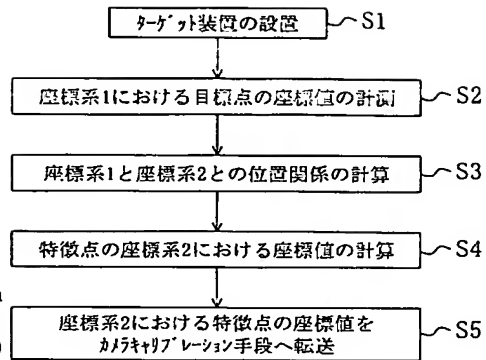 ターゲット装置の設置 S1
座標系1における目標点の座標値の計測 S2
座標系1と座標系2との位置関係の計算 S3
特徴点の座標系2における座標値の計算 S4
座標系2における特徴点の座標値を
カメラキャリブレーション手段へ転送 S5